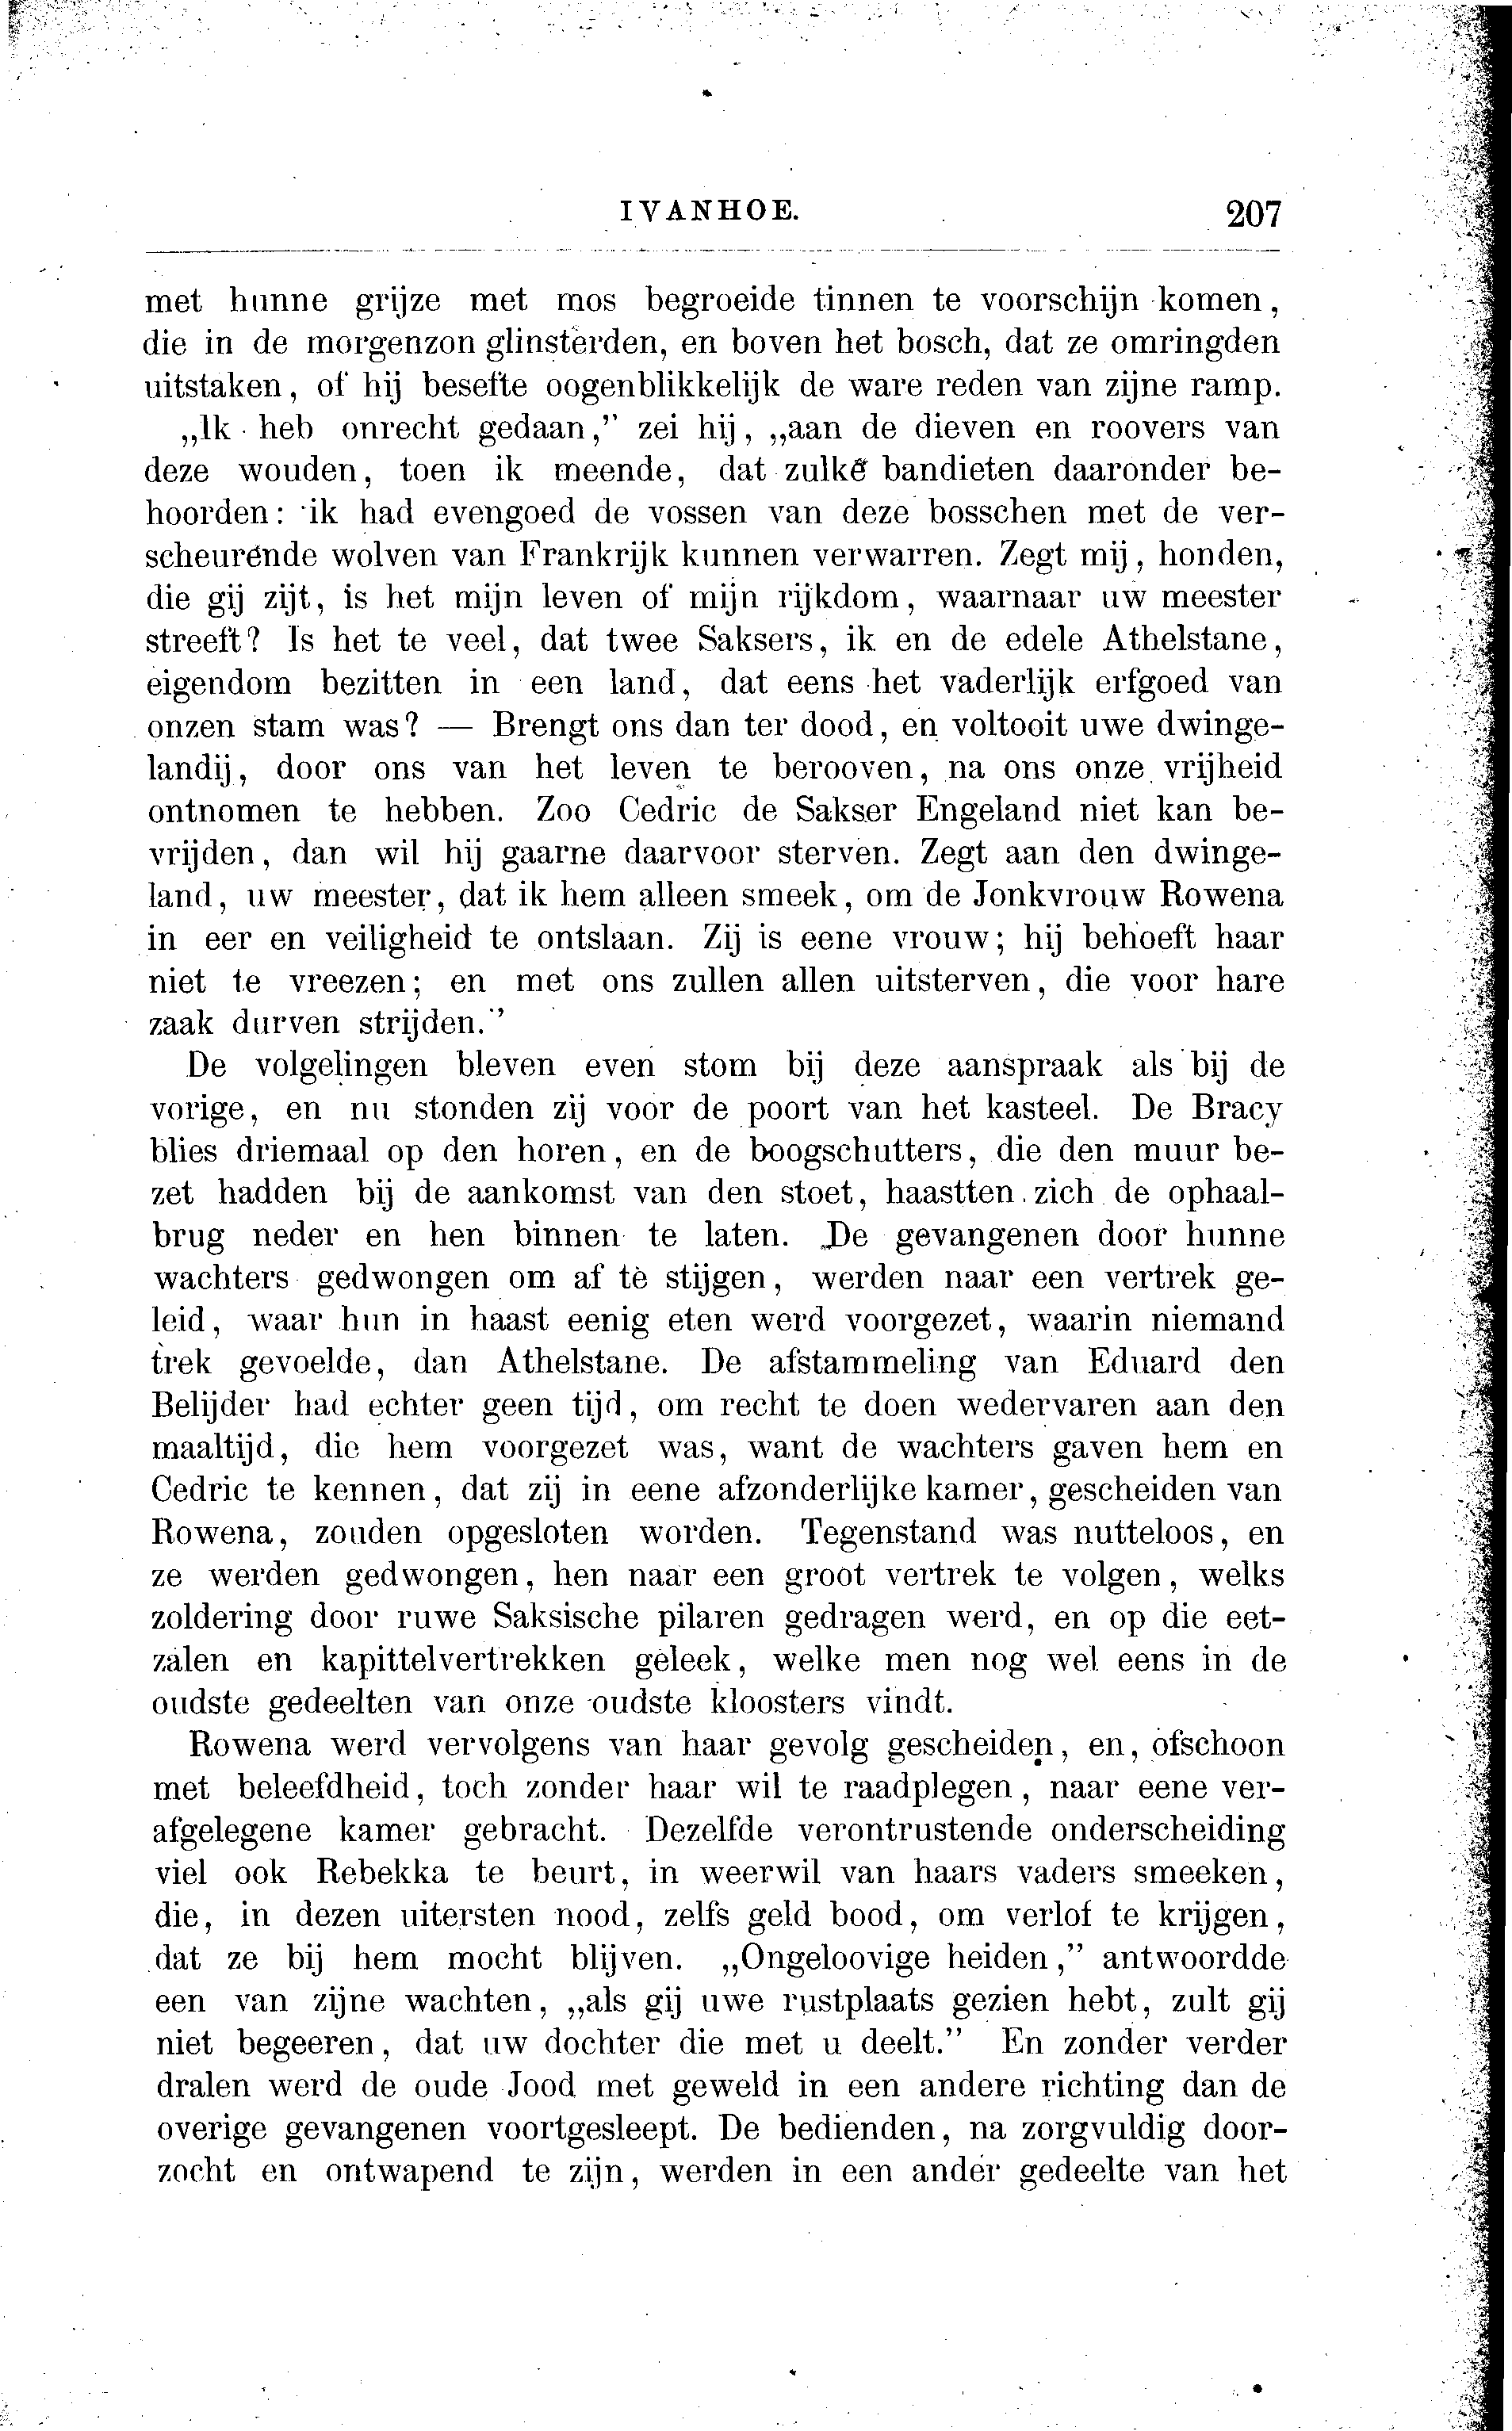 IVANHOE. 207
met hunne grijze met mos begroeide tinnen te voorschijn komen,
die in de morgenzon glinsterden, en boven het bosch, dat ze omringden
uitstaken, of hij besefte oogenblikkelijk de ware reden van zijne ramp.
„Ik heb onrecht gedaan,” zei hij, „aan de dieven en roovers van
deze wouden, toen ik meende, dat zulke bandieten daaronder be-
hoorden: ik had evengoed de vossen van deze bosschen met de ver-
scheurende wolven van Frankrijk kunnen verwarren. Zegt mij, honden,
die gij zijt, is het mijn leven of mijn rijkdom, waarnaar uw meester
streeft? Is het te veel, dat twee Saksers, ik en de edele Athelstane,
eigendom bezitten in een land, dat eens het vaderlijk erfgoed van
onzen stam was? — Brengt ons dan ter dood, en voltooit uwe dwinge-
landij, door ons van het leven te berooven, na ons onze vrijheid
ontnomen te hebben. Zoo Cedric de Sakser Engeland niet kan be-
vrijden, dan wil hij gaarne daarvoor sterven. Zegt aan den dwinge-
land, uw meester, dat ik hem alleen smeek, om de Jonkvrouw Rowena
in eer en veiligheid te ontslaan. Zij is eene vrouw; hij behoeft haar
niet te vreezen; en met ons zullen allen uitsterven, die voor hare
zaak durven strijden.”
De volgelingen bleven even stom bij deze aanspraak als bij de
vorige, en nu stonden zij voor de poort van het kasteel. De Bracy
blies driemaal op den horen, en de boogschutters, die den muur be-
zet hadden bij de aankomst van den stoet, haastten zich de ophaal-
brug neder en hen binnen te laten. De gevangenen door hunne
wachters gedwongen om af te stijgen, werden naar een vertrek ge-
leid, waar hun in haast eenig eten werd voorgezet, waarin niemand
trek gevoelde, dan Athelstane. De afstammeling van Eduard den
Belijder had echter geen tijd, om recht te doen wedervaren aan den
maaltijd, die hem voorgezet was, want de wachters gaven hem en
Cedric te kennen, dat zij in eene afzonderlijke kamer, gescheiden van
Rowena, zouden opgesloten worden. Tegenstand was nutteloos, en
ze werden gedwongen, hen naar een groot vertrek te volgen, welks
zoldering door ruwe Saksische pilaren gedragen werd, en op die eet-
zalen en kapittelvertrekken geleek, welke men nog wel eens in de
oudste gedeelten van onze oudste kloosters vindt.
Rowena werd vervolgens van haar gevolg gescheiden, en, ofschoon
met beleefdheid, toch zonder haar wil te raadplegen, naar eene ver-
afgelegene kamer gebracht. Dezelfde verontrustende onderscheiding
viel ook Rebekka te beurt, in weerwil van haars vaders smeeken,
die, in dezen uitersten nood, zelfs geld bood, om verlof te krijgen,
dat ze bij hem mocht blijven. „Ongeloovige heiden,” antwoordde
een van zijne wachten, „als gij uwe rustplaats gezien hebt, zult gij
niet begeeren, dat uw dochter die met u deelt.” En zonder verder
dralen werd de oude Jood met geweld in een andere richting dan de
overige gevangenen voortgesleept. De bedienden, na zorgvuldig door-
zocht en ontwapend te zijn, werden in een ander gedeelte van het